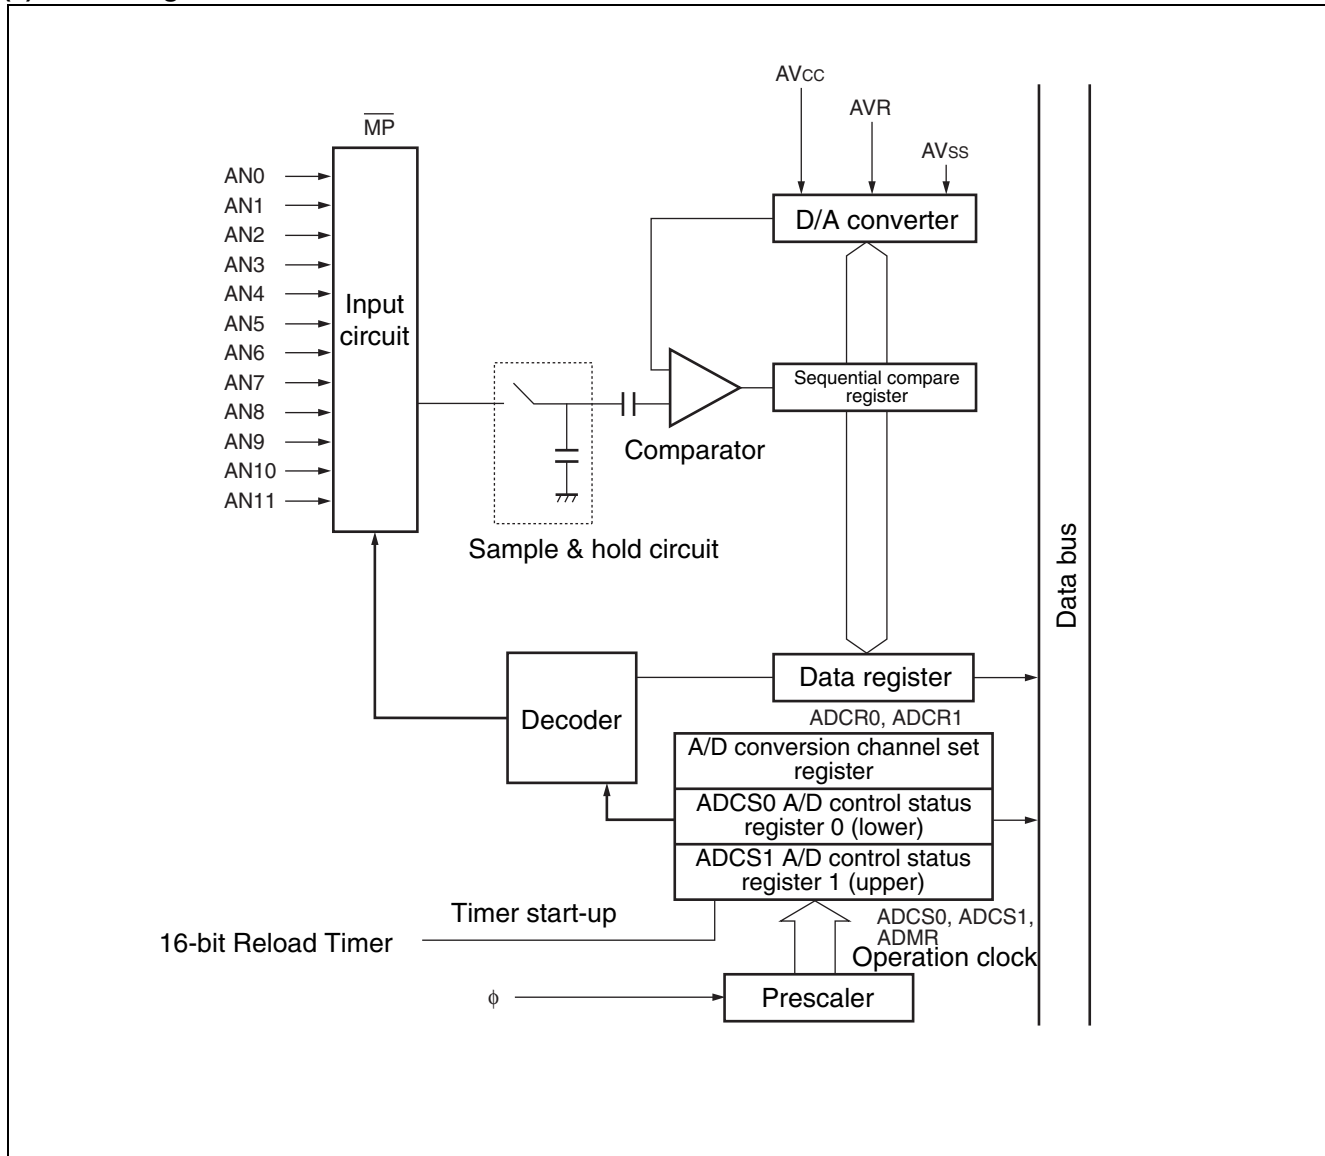 AVCC
AVR
AVSS
MP
D/A converter
AN0
AN1
AN2
AN3
AN4
AN5
AN6
AN7
AN8
AN9
AN10
AN11
Input
circuit
Sequential compare
register
Comparator
Sample & hold circuit
Data bus
Decoder
Data register
ADCR0, ADCR1
A/D conversion channel set
register
ADCS0 A/D control status
register 0 (lower)
ADCS1 A/D control status
register 1 (upper)
Timer start-up
16-bit Reload Timer
ADCS0, ADCS1,
ADMR
Operation clock
ϕ
Prescaler